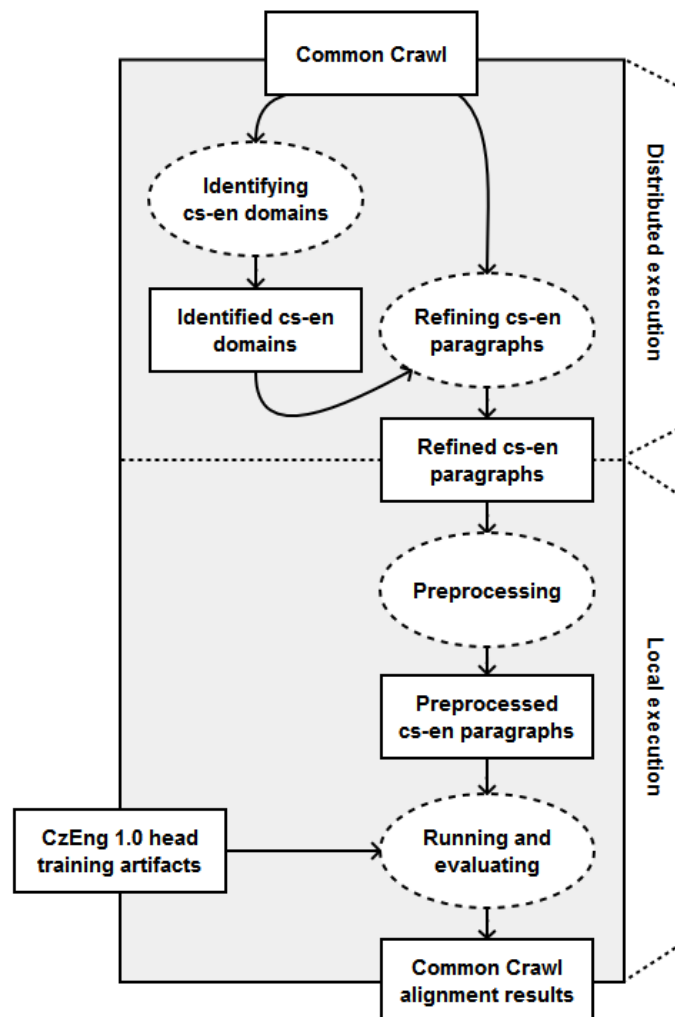 Common Crawl
Identifying
cs-en domains
Distributed execution
Identified cs-en
domains
Refining cs-en
paragraphs
Refined cs-en
paragraphs
Preprocessing
Local execution
Preprocessed
cs-en paragraphs
CzEng 1.0 head
training artifacts
Running and
evaluating
Common Crawl
alignment results